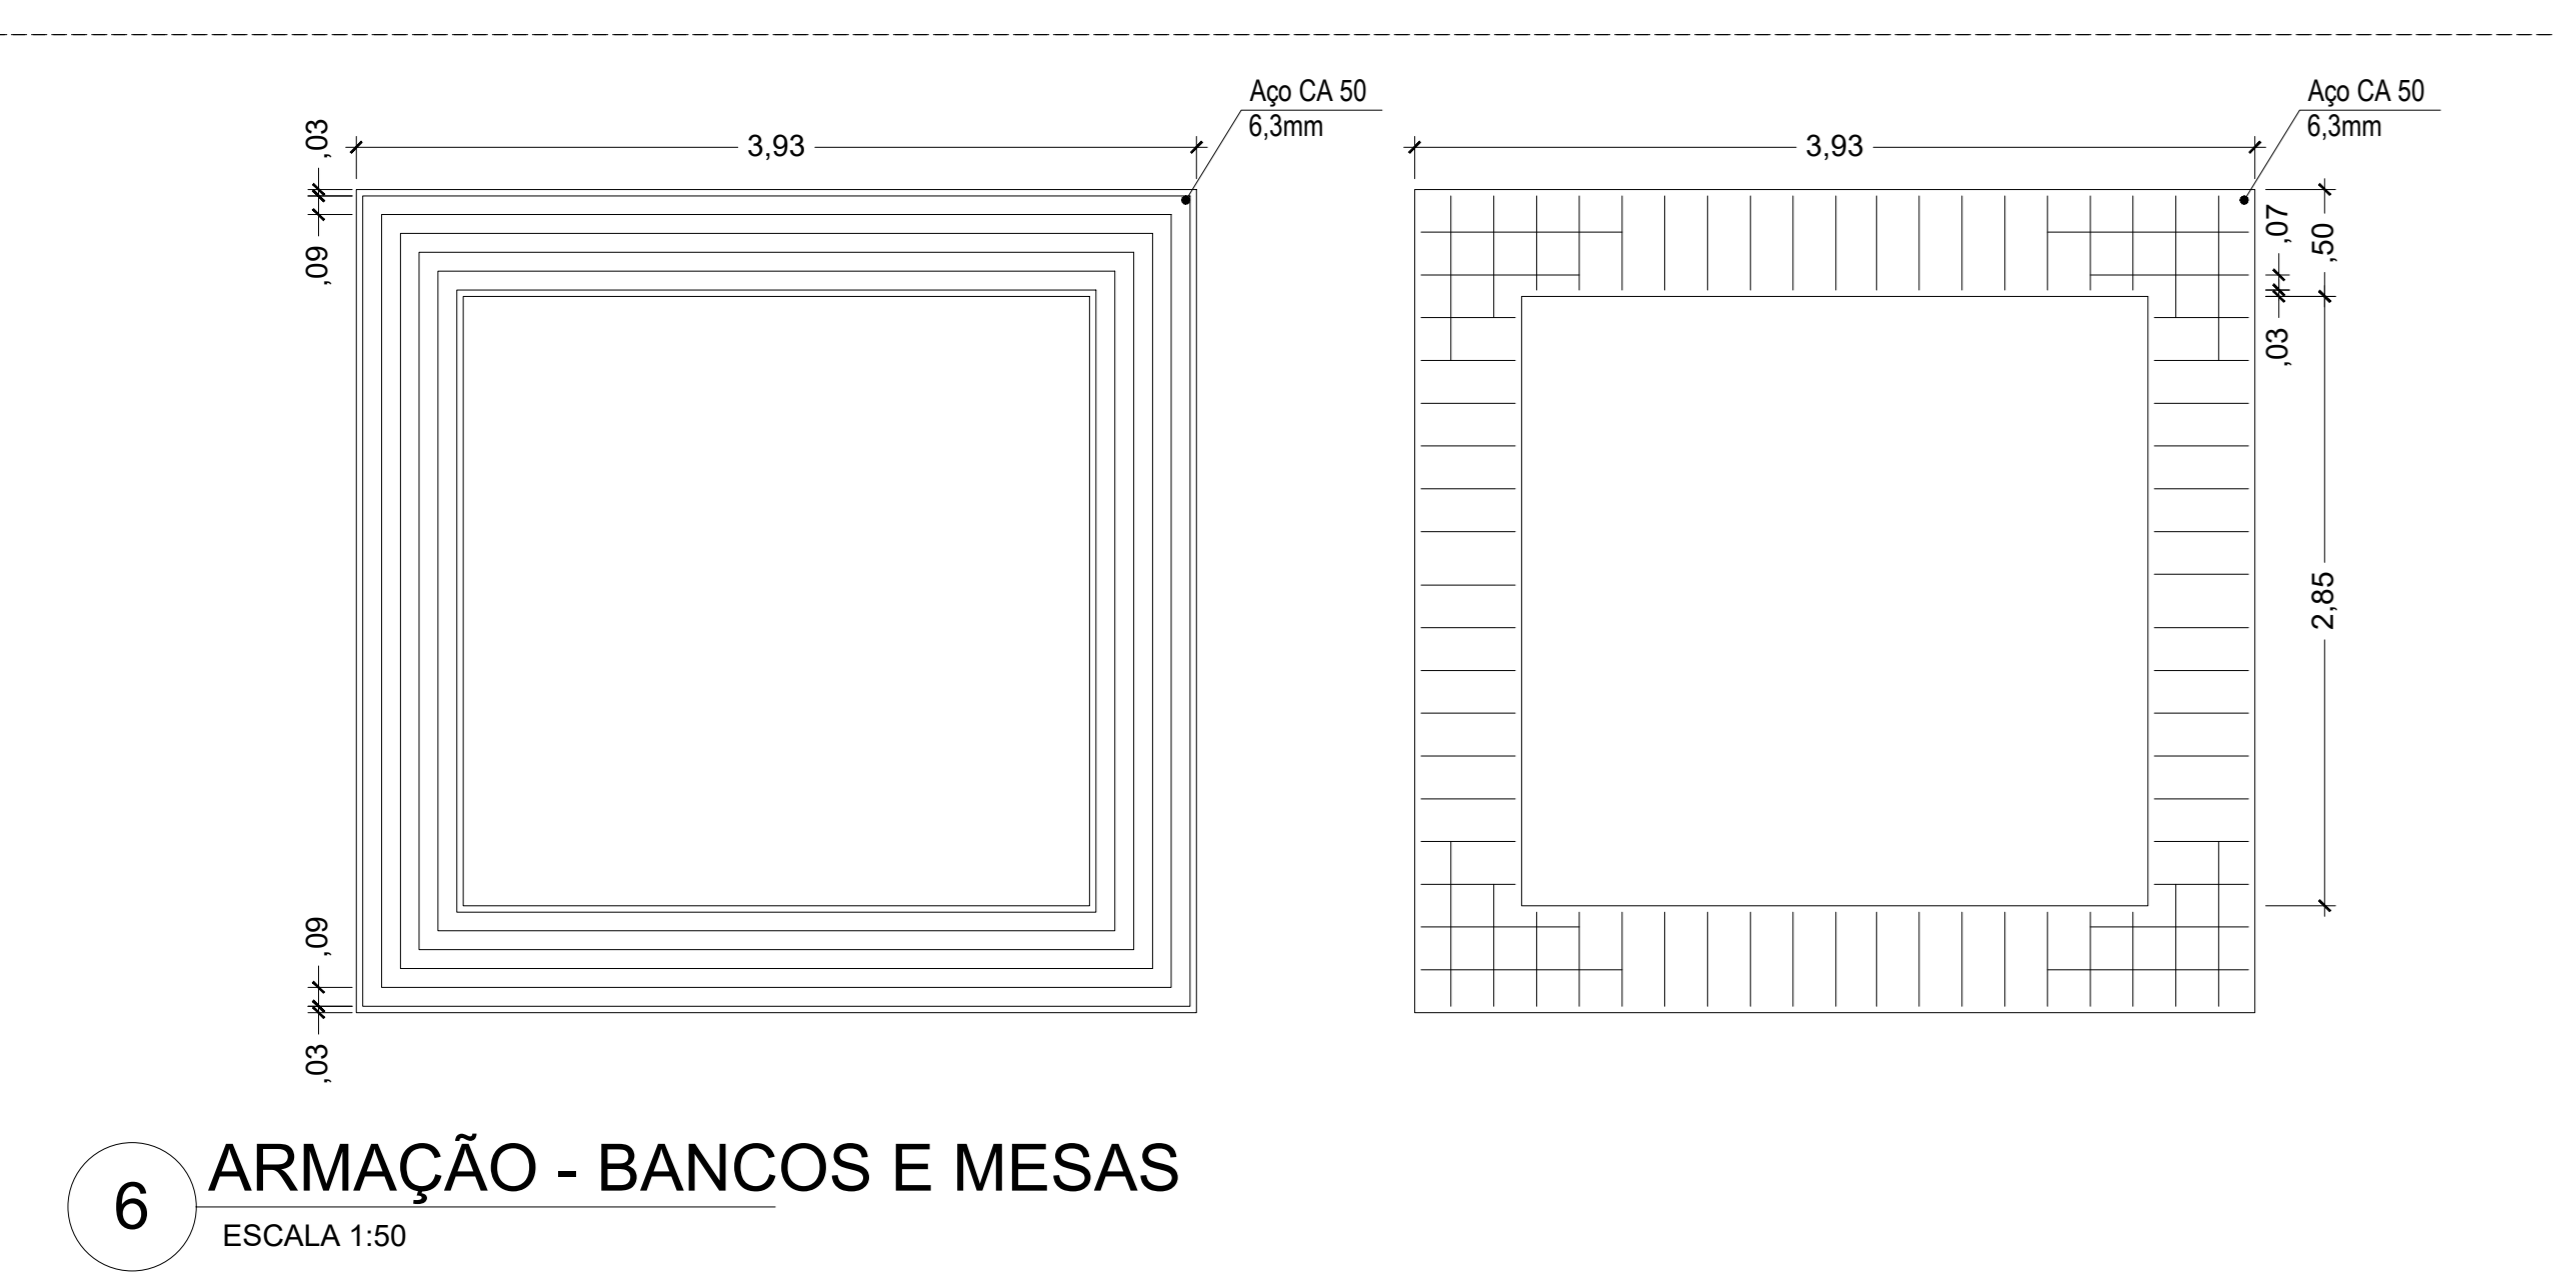 Aço CA 50
6,3mm
3,93
,03
,09
,09
,03
Aço CA 50
6,3mm
3,93
,07
,50
,03
2,85
6
ARMAÇÃO - BANCOS E MESAS
ESCALA 1:50